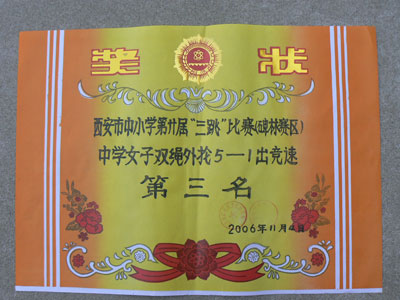 奖状
西安市中小学第廿届"三跳"比赛(碑林赛区)
中学女子双绳外抡5—1出竞速
第三名
2006年11月4日